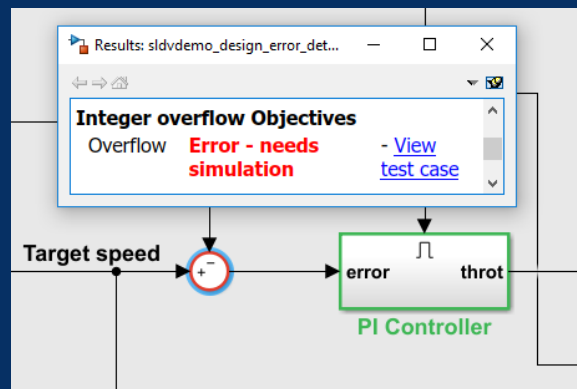 Results: sldvdemo_design_error_det...
Integer overflow Objectives
Overflow Error - needs simulation - View test case
Target speed
+ -
error throt
PI Controller